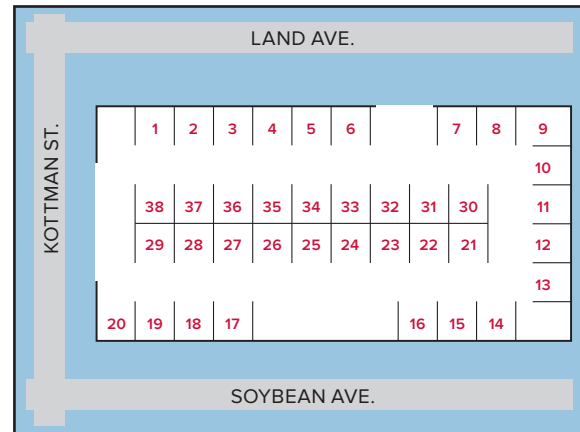 LAND AVE.
KOTTMAN ST.
1 2 3 4 5 6 7 8 9
10
38 37 36 35 34 33 32 31 30 11
29 28 27 26 25 24 23 22 21 12
13
20 19 18 17 16 15 14
SOYBEAN AVE.